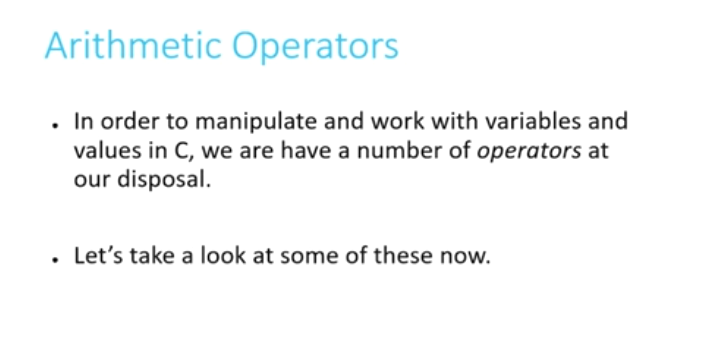 Arithmetic Operators
• In order to manipulate and work with variables and
values in C, we are have a number of operators at
our disposal.
• Let’s take a look at some of these now.